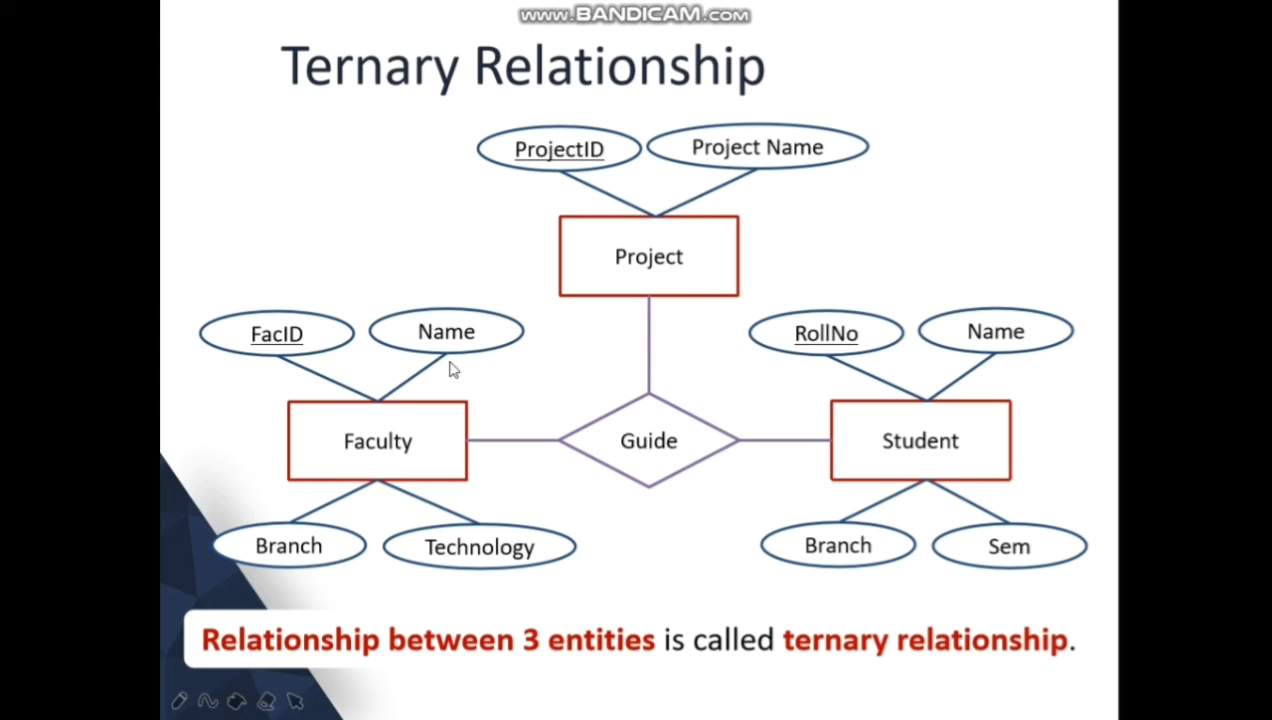 www.BANDICAM.com
Ternary Relationship
ProjectID
Project Name
Project
FacID
Name
RollNo
Name
Faculty
Guide
Student
Branch
Technology
Branch
Sem
Relationship between 3 entities is called ternary relationship.